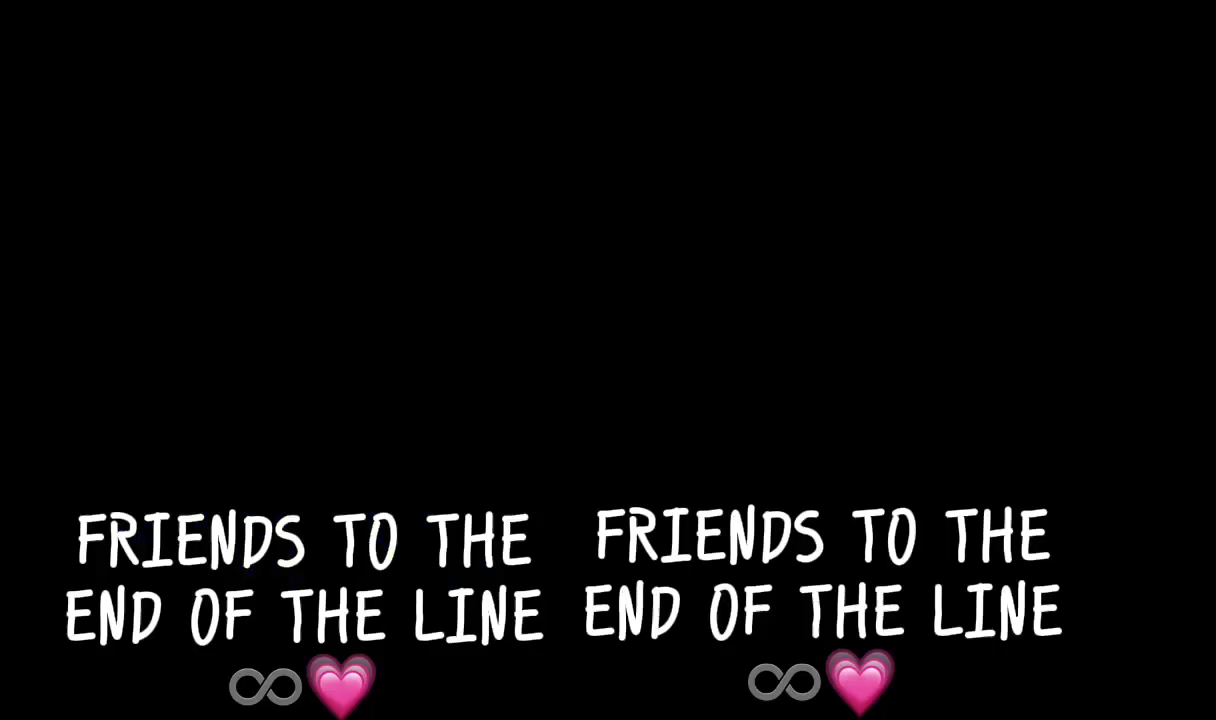 FRIENDS TO THE
END OF THE LINE
♾️💗
FRIENDS TO THE
END OF THE LINE
♾️💗